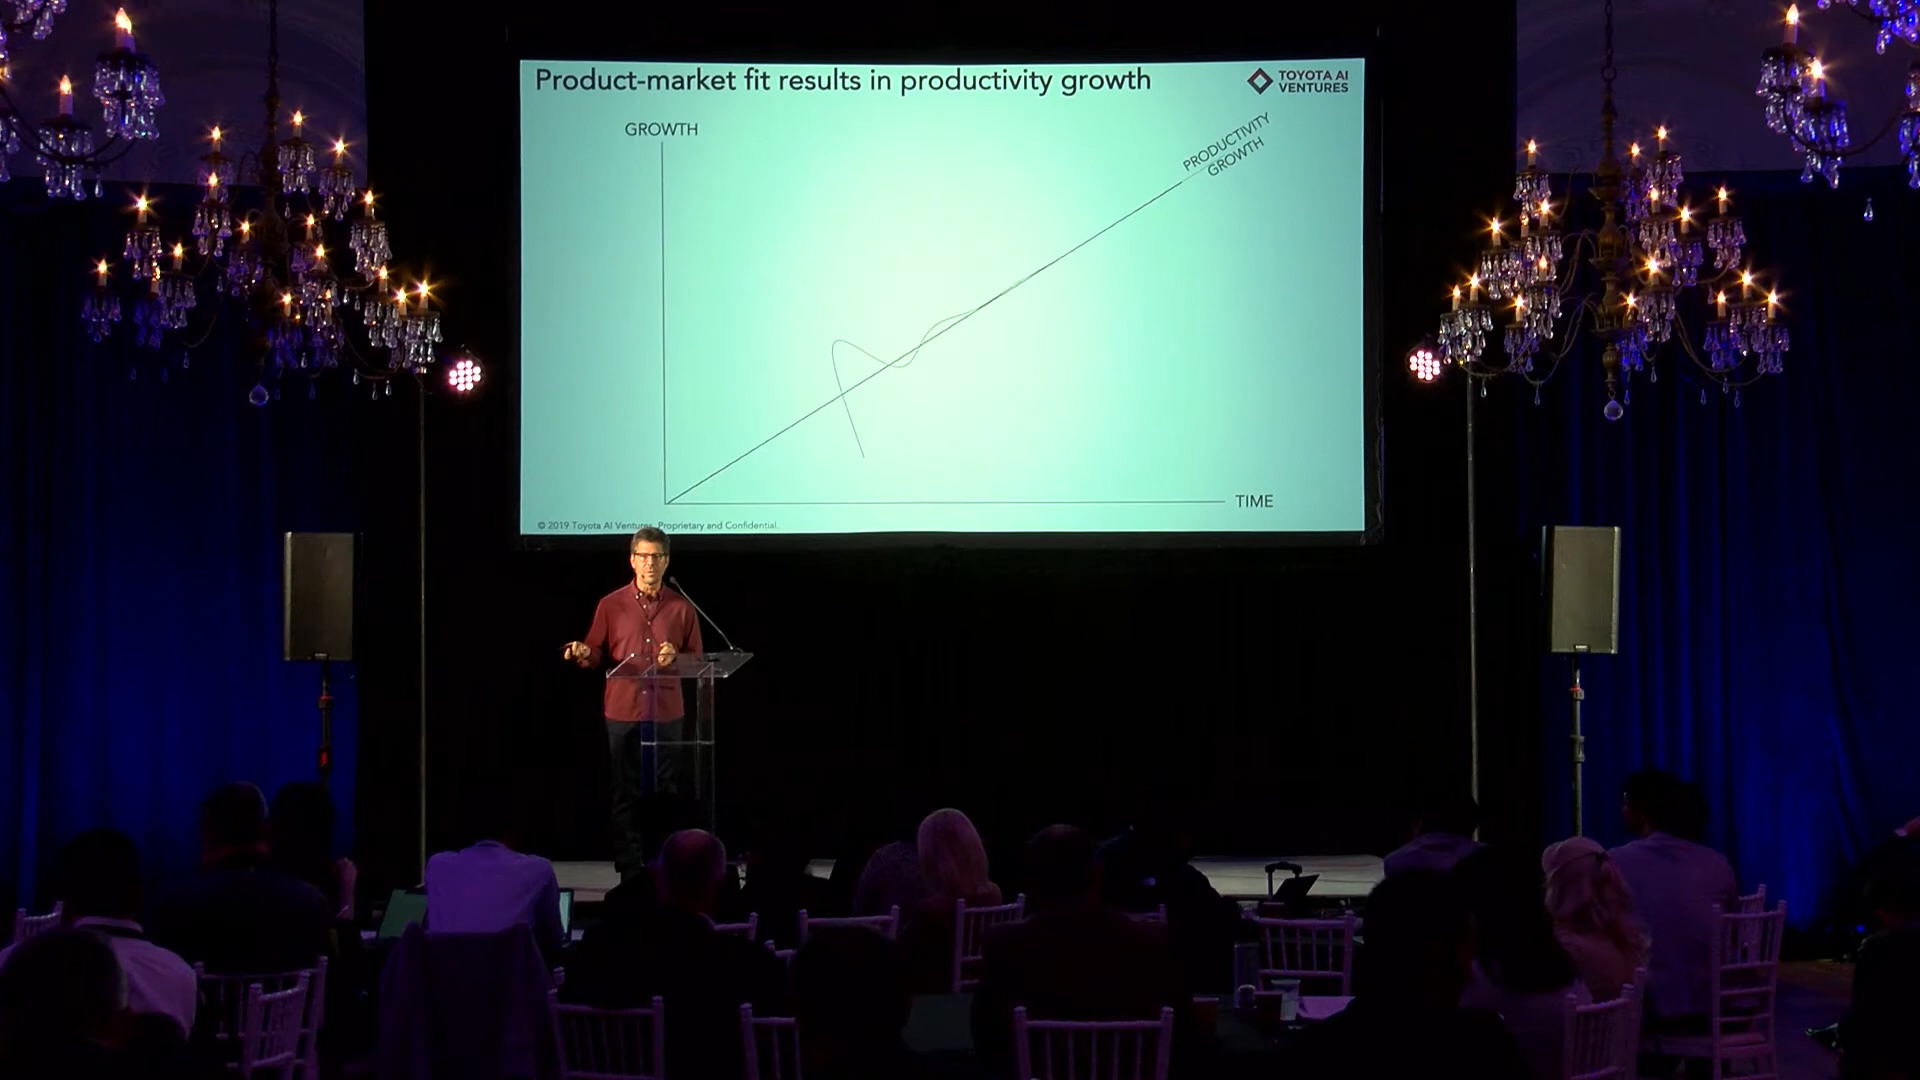 Product-market fit results in productivity growth
TOYOTA AI
VENTURES
GROWTH
PRODUCTIVITY
GROWTH
TIME
© 2019 Toyota AI Ventures. Proprietary and Confidential.